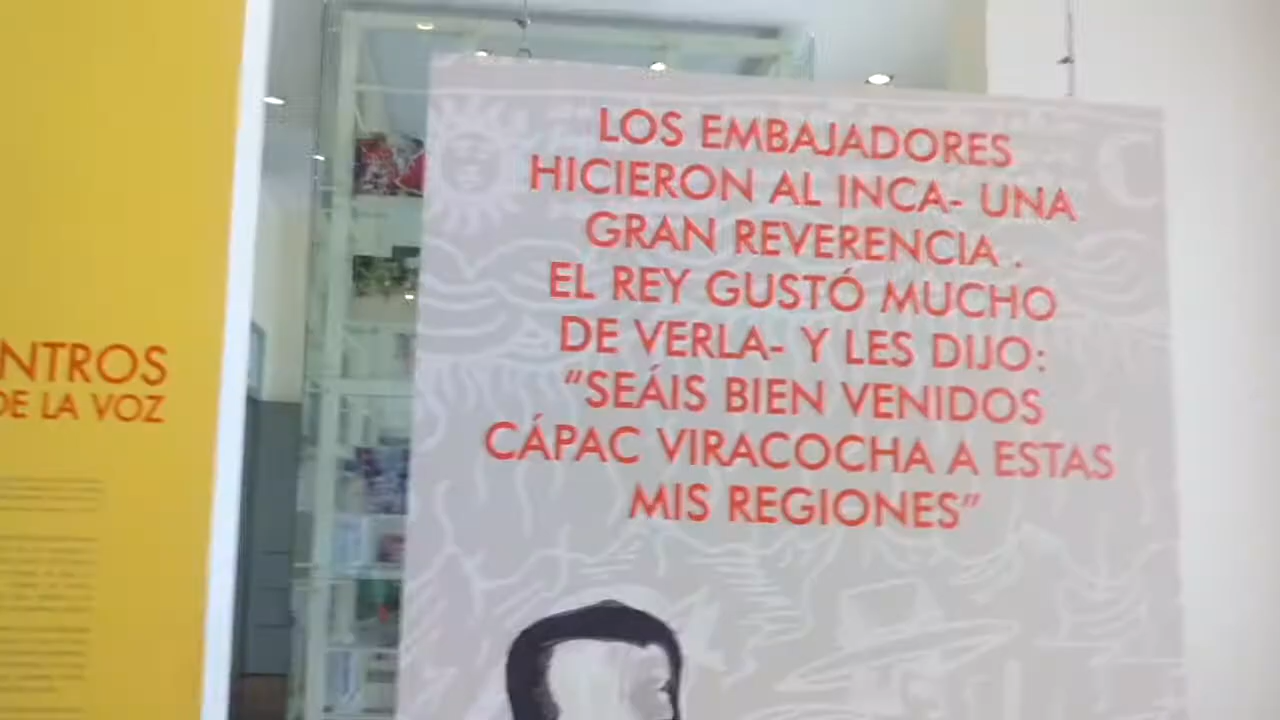 NTROS
DE LA VOZ
LOS EMBAJADORES
HICIERON AL INCA- UNA
GRAN REVERENCIA .
EL REY GUSTÓ MUCHO
DE VERLA- Y LES DIJO:
“SEÁIS BIEN VENIDOS
CÁPAC VIRACOCHA A ESTAS
MIS REGIONES”